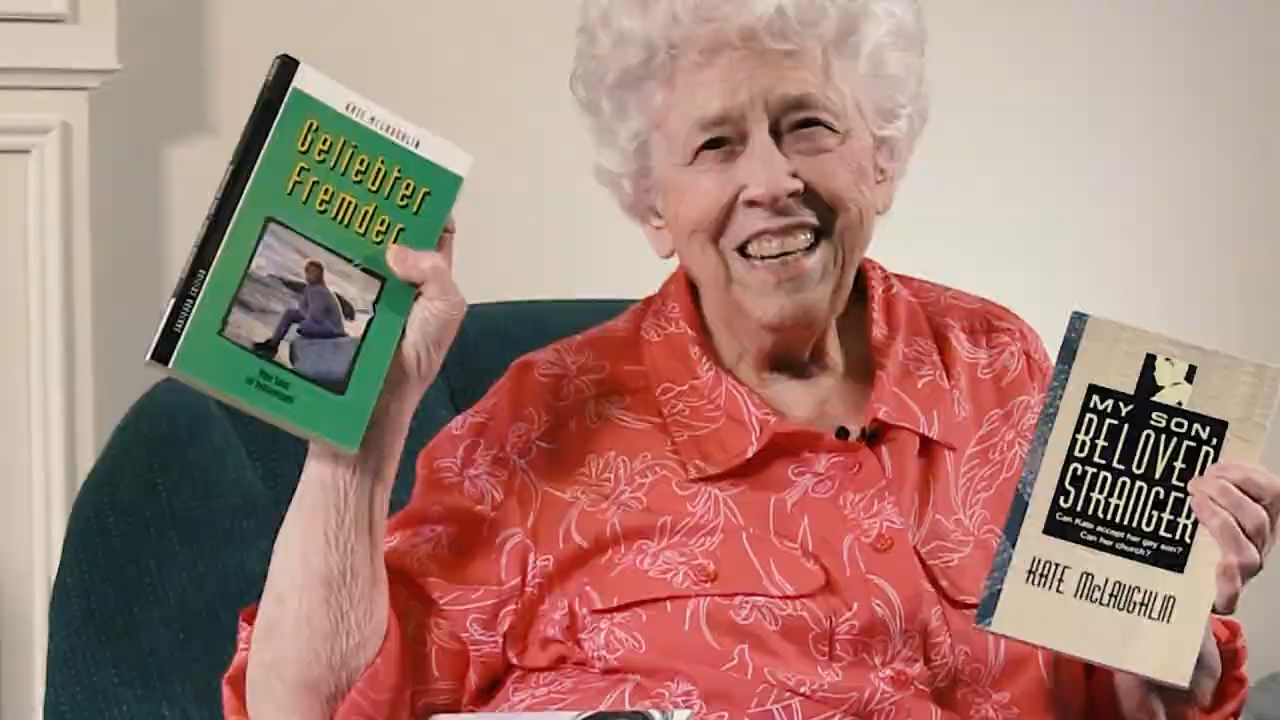 KATE McLAUGHLIN
Geliebter
Fremder
MY SON,
BELOVED
STRANGER
Can Kate accept her gay son?
Can her church?
KATE McLAUGHLIN